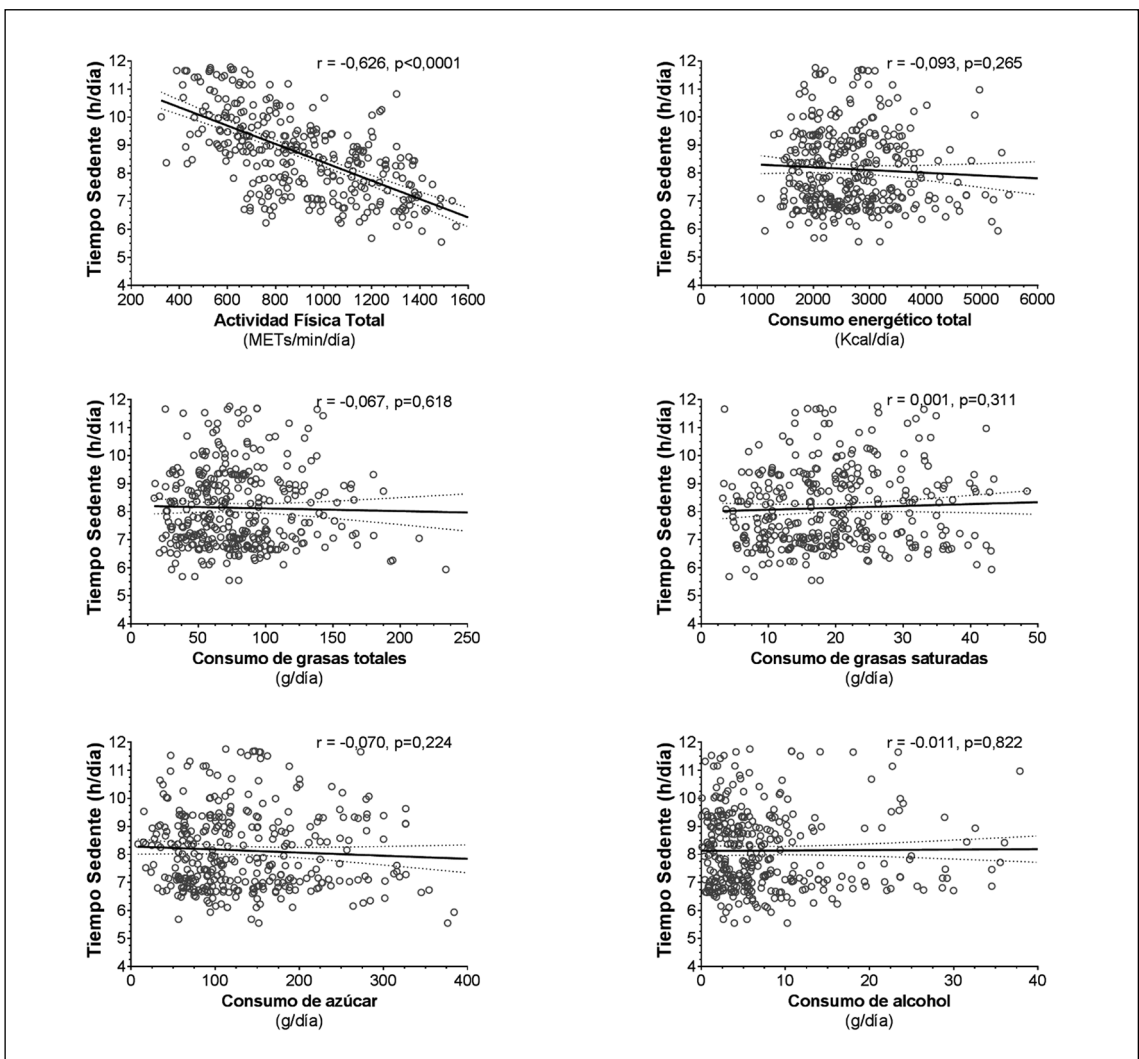 r = -0,626, p<0,0001
Tiempo Sedente (h/día)
12
11
10
9
8
7
6
5
4
200 400 600 800 1000 1200 1400 1600
Actividad Física Total
(METs/min/día)
r = -0,093, p=0,265
Tiempo Sedente (h/día)
12
11
10
9
8
7
6
5
4
0 1000 2000 3000 4000 5000 6000
Consumo energético total
(Kcal/día)
r = -0,067, p=0,618
Tiempo Sedente (h/día)
12
11
10
9
8
7
6
5
4
0 50 100 150 200 250
Consumo de grasas totales
(g/día)
r = 0,001, p=0,311
Tiempo Sedente (h/día)
12
11
10
9
8
7
6
5
4
0 10 20 30 40 50
Consumo de grasas saturadas
(g/día)
r = -0,070, p=0,224
Tiempo Sedente (h/día)
12
11
10
9
8
7
6
5
4
0 100 200 300 400
Consumo de azúcar
(g/día)
r = -0.011, p=0,822
Tiempo Sedente (h/día)
12
11
10
9
8
7
6
5
4
0 10 20 30 40
Consumo de alcohol
(g/día)